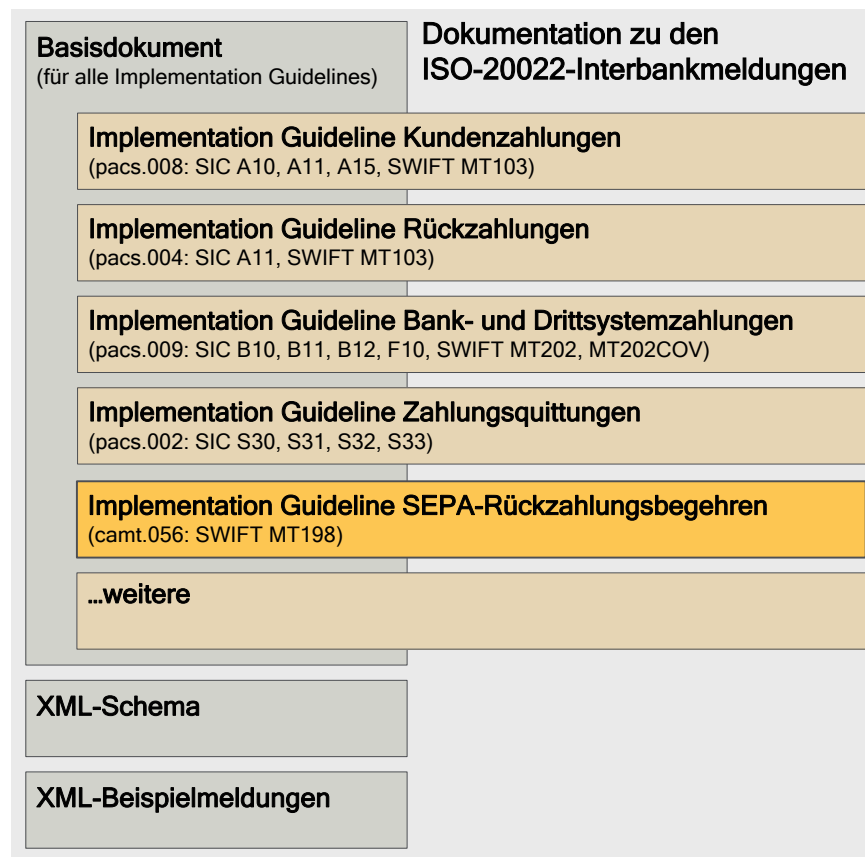 Basisdokument
(für alle Implementation Guidelines)
Dokumentation zu den
ISO-20022-Interbankmeldungen
Implementation Guideline Kundenzahlungen
(pacs.008: SIC A10, A11, A15, SWIFT MT103)
Implementation Guideline Rückzahlungen
(pacs.004: SIC A11, SWIFT MT103)
Implementation Guideline Bank- und Drittsystemzahlungen
(pacs.009: SIC B10, B11, B12, F10, SWIFT MT202, MT202COV)
Implementation Guideline Zahlungsquittungen
(pacs.002: SIC S30, S31, S32, S33)
Implementation Guideline SEPA-Rückzahlungsbegehren
(camt.056: SWIFT MT198)
...weitere
XML-Schema
XML-Beispielmeldungen